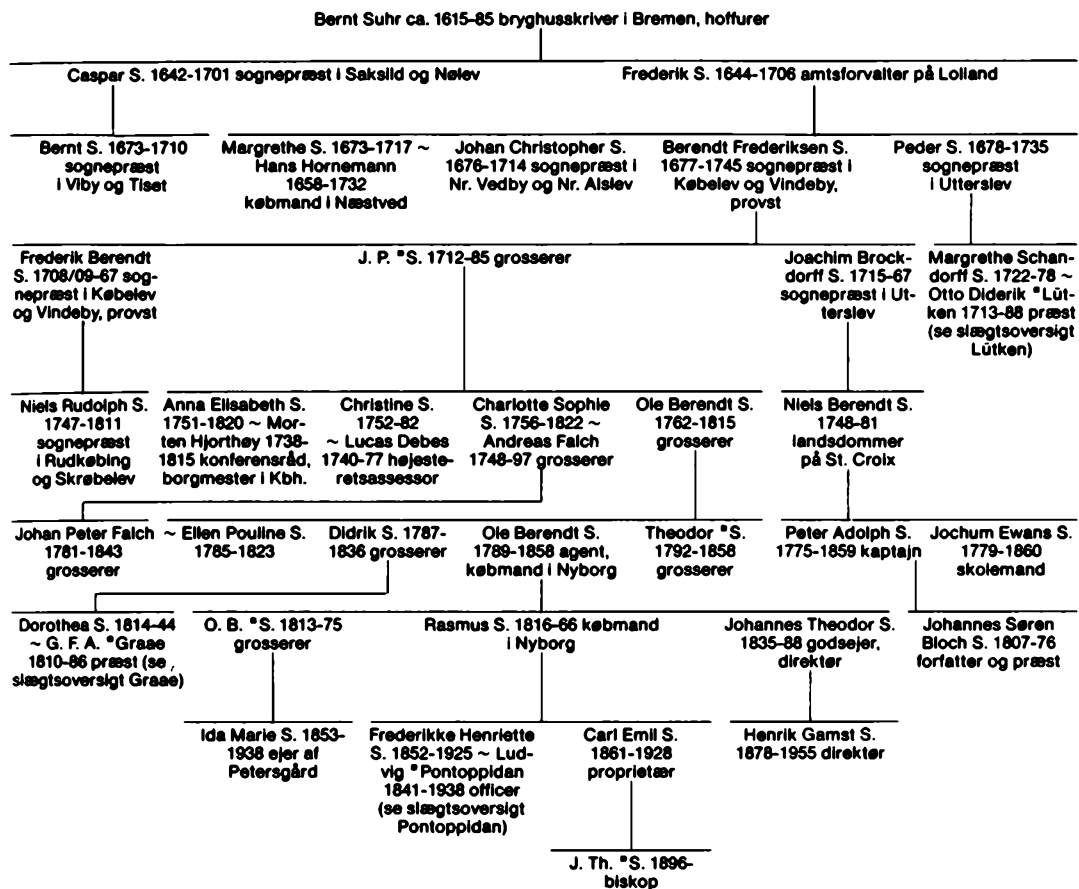 Bernt Suhr ca. 1615-85 bryghusskriver i Bremen, hoffurer
Caspar S. 1642-1701 sognepræst i Saksild og Nølev
Frederik S. 1644-1706 amtsforvalter på Lolland
Bernt S. 1673-1710
sognepræst
i Viby og Tiset
Margrethe S. 1673-1717 ~
Hans Hornemann
1658-1732
købmand i Næstved
Johan Christopher S.
1676-1714 sognepræst i
Nr. Vedby og Nr. Alslev
Berendt Frederiksen S.
1677-1745 sognepræst i
Købelev og Vindeby,
provst
Peder S. 1678-1735
sognepræst
i Utterslev
Frederik Berendt
S. 1708/09-67 sog-
nepræst i Købelev
og Vindeby, provst
J. P. *S. 1712-85 grosserer
Joachim Brock-
dorff S. 1715-67
sognepræst i Ut-
terslev
Margrethe Schan-
dorff S. 1722-78 ~
Otto Diderik *Lüt-
ken 1713-88 præst
(se slægtsoversigt
Lütken)
Niels Rudolph S.
1747-1811
sognepræst
i Rudkøbing
og Skrøbelev
Anna Elisabeth S.
1751-1820 ~ Mor-
ten Hjorthøy 1738-
1815 konferensråd,
borgmester i Kbh.
Christine S.
1752-82
~ Lucas Debes
1740-77 højeste-
retsassessor
Charlotte Sophie
S. 1756-1822 ~
Andreas Falch
1748-97 grosserer
Ole Berendt S.
1762-1815
grosserer
Niels Berendt S.
1748-81
landsdommer
på St. Croix
Johan Peter Falch
1781-1843
grosserer
~ Ellen Pouline S.
1785-1823
Didrik S. 1787-
1836 grosserer
Ole Berendt S.
1789-1858 agent,
købmand i Nyborg
Theodor *S.
1792-1858
grosserer
Peter Adolph S.
1775-1859 kaptajn
Jochum Ewans S.
1779-1860
skolemand
Dorothea S. 1814-44
~ G. F. A. *Graae
1810-86 præst (se
slægtsoversigt Graae)
O. B. *S. 1813-75
grosserer
Rasmus S. 1816-66 købmand
i Nyborg
Johannes Theodor S.
1835-88 godsejer,
direktør
Johannes Søren
Bloch S. 1807-76
forfatter og præst
Ida Marie S. 1853-
1938 ejer af
Petersgård
Frederikke Henriette
S. 1852-1925 ~ Lud-
vig *Pontoppidan
1841-1938 officer
(se slægtsoversigt
Pontoppidan)
Carl Emil S.
1861-1928
proprietær
Henrik Gamst S.
1878-1955 direktør
J. Th. *S. 1896-
biskop